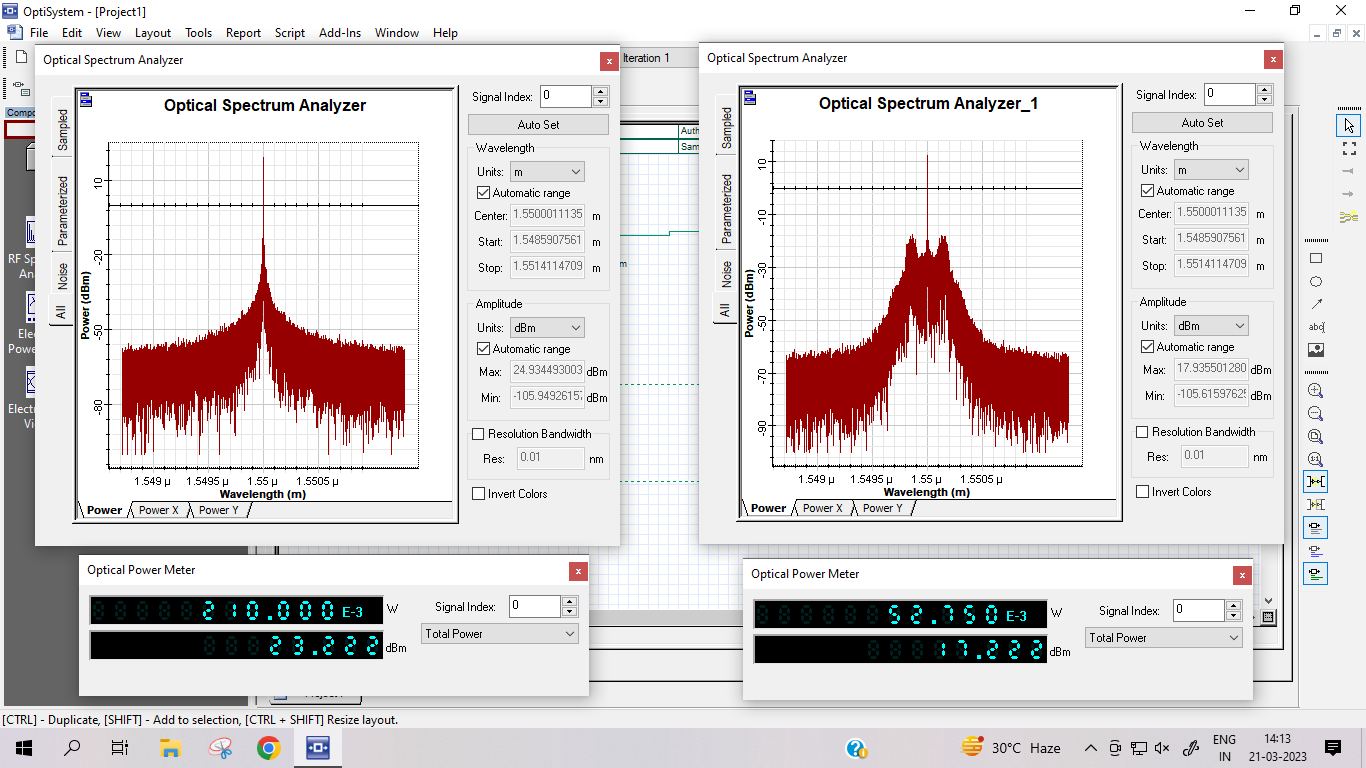 OptiSystem - [Project1]
File Edit View Layout Tools Report Script Add-Ins Window Help
Optical Spectrum Analyzer
x
Optical Spectrum Analyzer
Sampled
Parameterized
Noise
All
10
-20
-50
-80
Power (dBm)
1.549 µ 1.5495 µ 1.55 µ 1.5505 µ
Wavelength (m)
Power Power X Power Y
Signal Index: 0
Auto Set
Wavelength
Units: m
Automatic range
Center: 1.5500011135 m
Start: 1.5485907561 m
Stop: 1.5514114709 m
Amplitude
Units: dBm
Automatic range
Max: 24.934493003 dBm
Min: -105.94926157 dBm
Resolution Bandwidth
Res: 0.01 nm
Invert Colors
Iteration 1
Optical Spectrum Analyzer
x
Optical Spectrum Analyzer_1
Sampled
Parameterized
Noise
All
10
-10
-30
-50
-70
-90
Power (dBm)
1.549 µ 1.5495 µ 1.55 µ 1.5505 µ
Wavelength (m)
Power Power X Power Y
Signal Index: 0
Auto Set
Wavelength
Units: m
Automatic range
Center: 1.5500011135 m
Start: 1.5485907561 m
Stop: 1.5514114709 m
Amplitude
Units: dBm
Automatic range
Max: 17.935501280 dBm
Min: -105.61597625 dBm
Resolution Bandwidth
Res: 0.01 nm
Invert Colors
Optical Power Meter
x
210.000 E-3 W
23.222 dBm
Signal Index: 0
Total Power
Optical Power Meter
x
52.750 E-3 W
17.222 dBm
Signal Index: 0
Total Power
[CTRL] - Duplicate, [SHIFT] - Add to selection, [CTRL + SHIFT] Resize layout.
30°C Haze
ENG
IN
14:13
21-03-2023